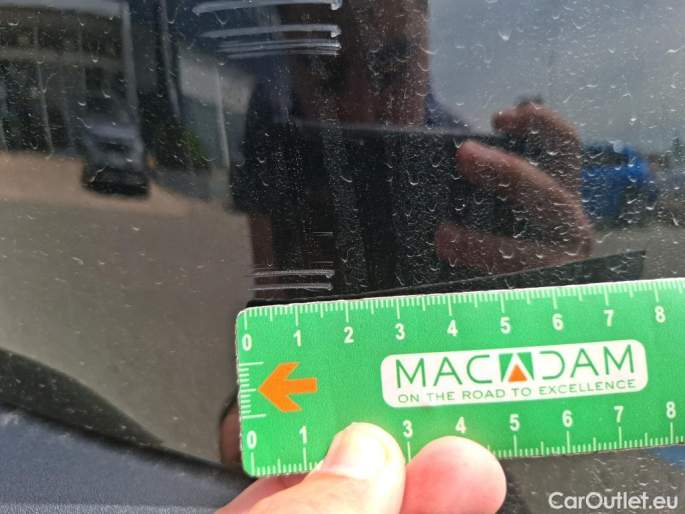 0 1 2 3 4 5 6 7 8
MACADAM
ON THE ROAD TO EXCELLENCE
0 1 3 4 5 6 7 8
CarOutlet.eu